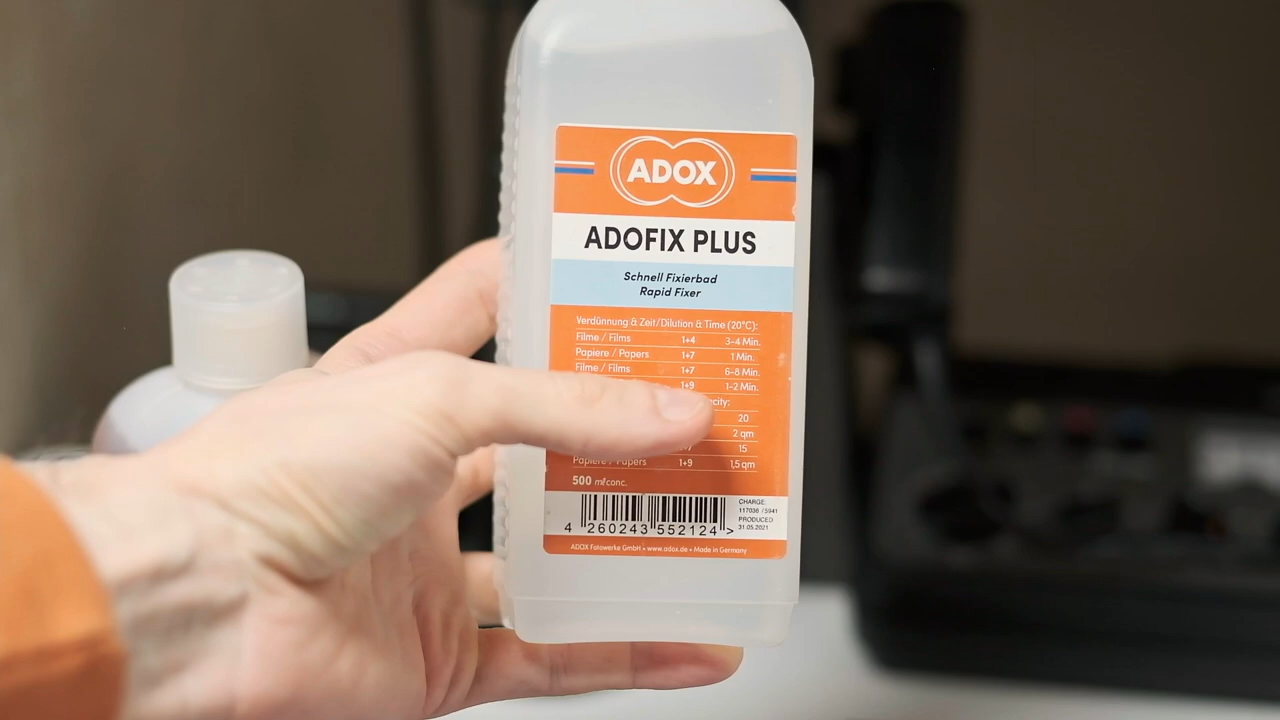 ADOX
ADOFIX PLUS
Schnell Fixierbad
Rapid Fixer
Verdünnung & Zeit/Dilution & Time (20°C):
Filme / Films 1+4 3-4 Min.
Papiere / Papers 1+7 1 Min.
Filme / Films 1+7 6-8 Min.
1+9 1-2 Min.
20
2 qm
15
Papiere / Papers 1+9 1,5 qm
500 ml conc.
4 260243 552124 >
CHARGE:
117036 / 5941
PRODUCED
31.05.2021
ADOX Fotowerke GmbH • www.adox.de • Made in Germany